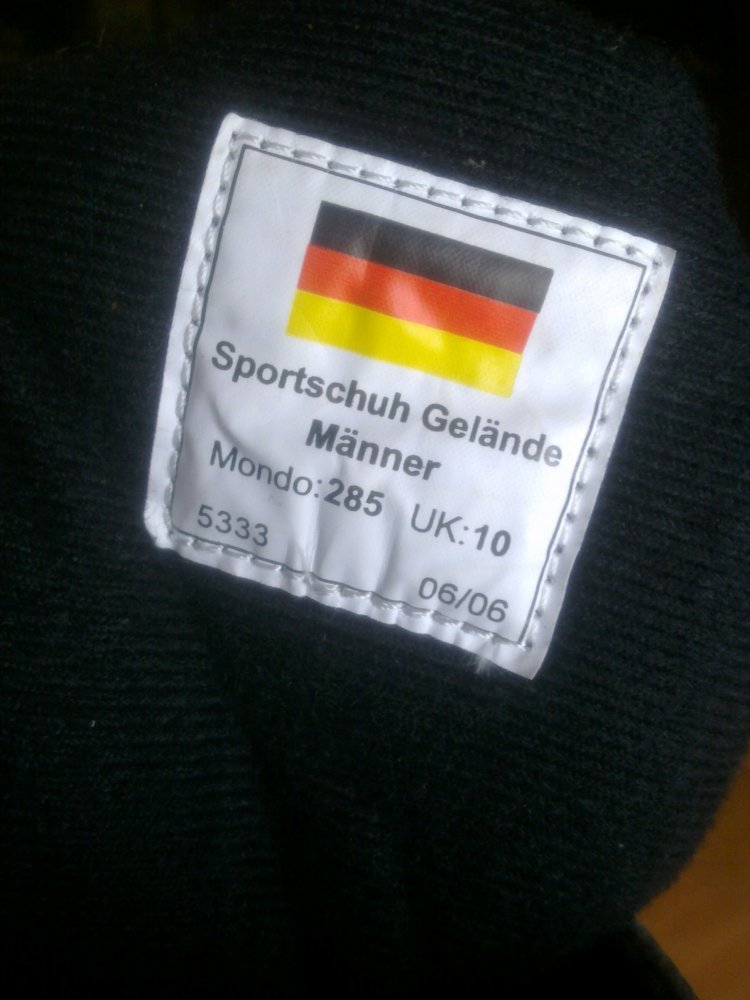 Sportschuh Gelände
Männer
Mondo:285 UK:10
5333
06/06